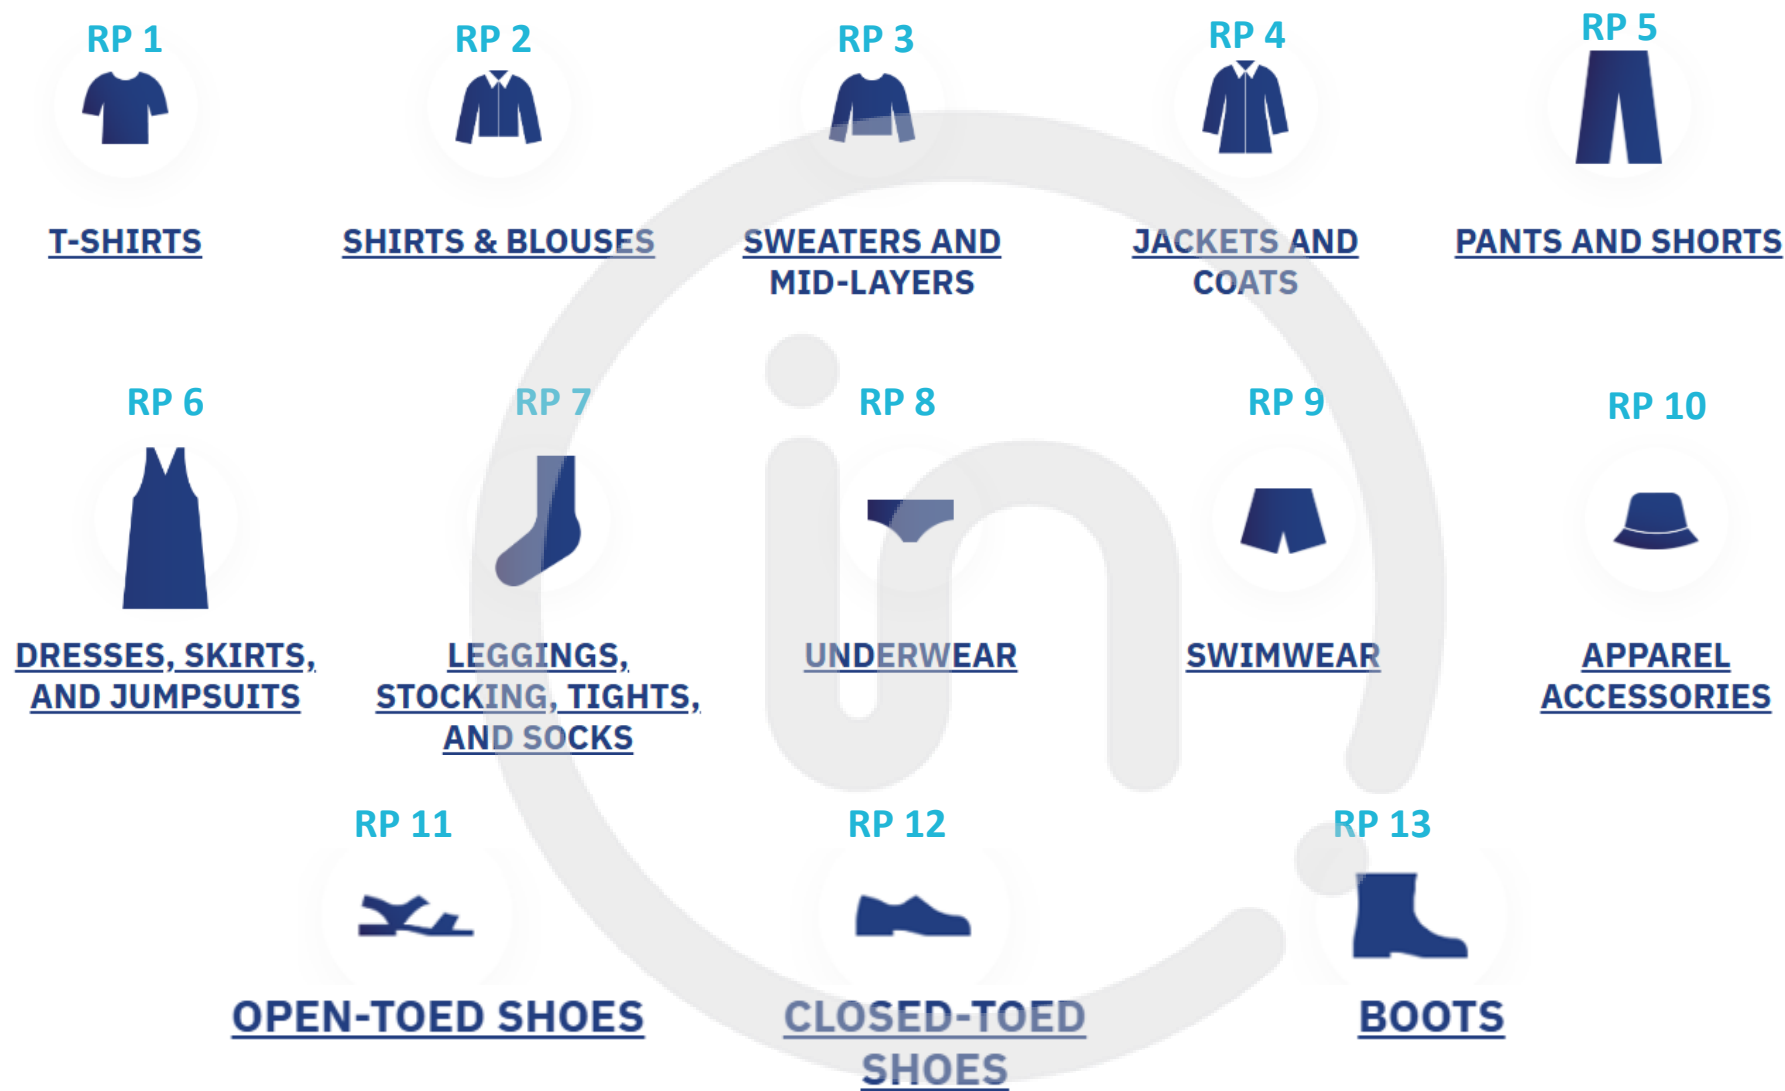 RP 1
RP 2
RP 3
RP 4
RP 5
T-SHIRTS
SHIRTS & BLOUSES
SWEATERS AND
MID-LAYERS
JACKETS AND
COATS
PANTS AND SHORTS
RP 6
RP 7
RP 8
RP 9
RP 10
DRESSES, SKIRTS,
AND JUMPSUITS
LEGGINGS,
STOCKING, TIGHTS,
AND SOCKS
UNDERWEAR
SWIMWEAR
APPAREL
ACCESSORIES
RP 11
RP 12
RP 13
OPEN-TOED SHOES
CLOSED-TOED
SHOES
BOOTS
in